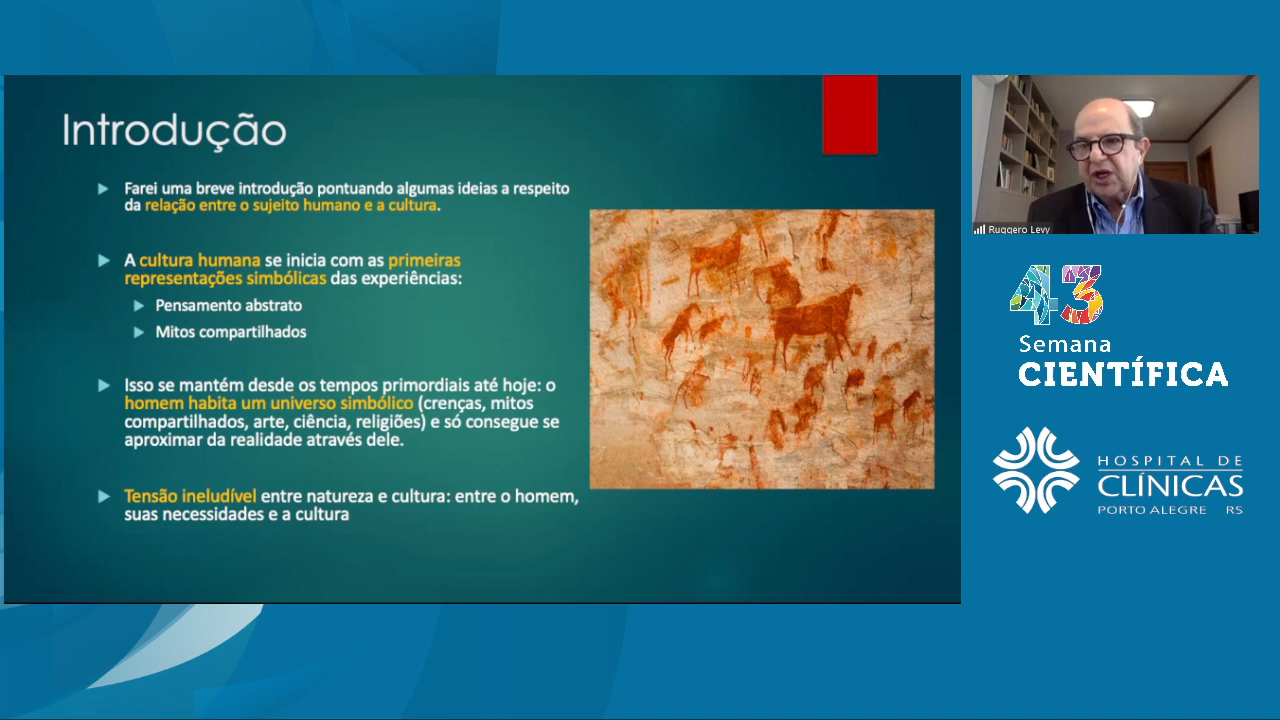 Introdução
Farei uma breve introdução pontuando algumas ideias a respeito
da relação entre o sujeito humano e a cultura.
A cultura humana se inicia com as primeiras
representações simbólicas das experiências:
Pensamento abstrato
Mitos compartilhados
Isso se mantém desde os tempos primordiais até hoje: o
homem habita um universo simbólico (crenças, mitos
compartilhados, arte, ciência, religiões) e só consegue se
aproximar da realidade através dele.
Tensão ineludível entre natureza e cultura: entre o homem,
suas necessidades e a cultura
Ruggero Levy
43
Semana
CIENTÍFICA
HOSPITAL DE
CLÍNICAS
PORTO ALEGRE RS